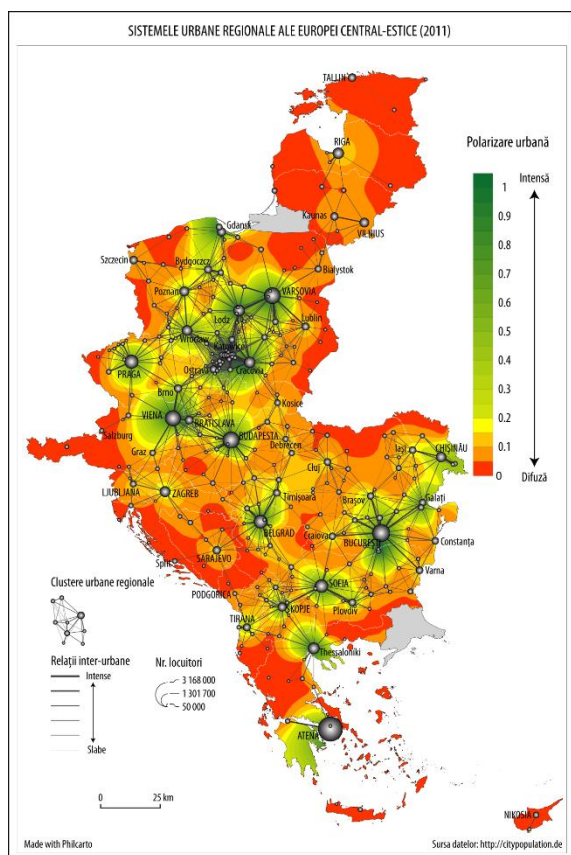 SISTEMELE URBANE REGIONALE ALE EUROPEI CENTRAL-ESTICE (2011)
TALLIN
RIGA
Polarizare urbană
Intensă
1
0.9
0.8
0.7
0.6
0.5
0.4
0.3
0.2
0.1
0
Difuză
Kaunas
VILNIUS
Gdansk
Szczecin
Bydgoczcz
Białystok
Poznan
VARȘOVIA
Lodz
Lublin
Wrocław
Katowice
PRAGA
Ostrava
Cracovia
Brno
Kosice
VIENA
BRATISLAVA
Salzburg
BUDAPESTA
Debrecen
Graz
Iași
CHIȘINĂU
Cluj
LJUBLJANA
ZAGREB
Timișoara
Brașov
Galați
BELGRAD
Craiova
BUCUREȘTI
Constanța
SARAJEVO
Split
Varna
SOFIA
PODGORICA
SKOPJE
Plovdiv
TIRANA
Thessaloniki
ATENA
NIKOSIA
Clustere urbane regionale
Relații inter-urbane
Intense
Slabe
Nr. locuitori
3 168 000
1 301 700
50 000
0
25 km
Made with Philcarto
Sursa datelor: http://citypopulation.de